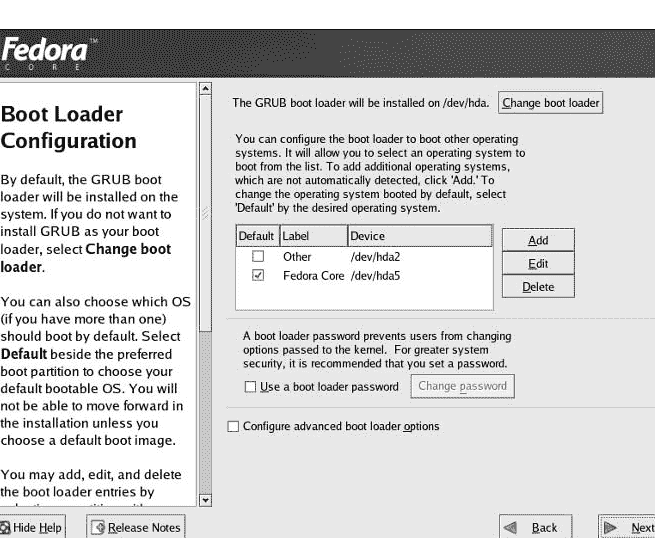 Fedora™
CORE
Boot Loader
Configuration
By default, the GRUB boot
loader will be installed on the
system. If you do not want to
install GRUB as your boot
loader, select Change boot
loader.
You can also choose which OS
(if you have more than one)
should boot by default. Select
Default beside the preferred
boot partition to choose your
default bootable OS. You will
not be able to move forward in
the installation unless you
choose a default boot image.
You may add, edit, and delete
the boot loader entries by
The GRUB boot loader will be installed on /dev/hda. Change boot loader
You can configure the boot loader to boot other operating
systems. It will allow you to select an operating system to
boot from the list. To add additional operating systems,
which are not automatically detected, click 'Add.' To
change the operating system booted by default, select
'Default' by the desired operating system.
Default Label Device
Other /dev/hda2
Fedora Core /dev/hda5
Add
Edit
Delete
A boot loader password prevents users from changing
options passed to the kernel. For greater system
security, it is recommended that you set a password.
Use a boot loader password Change password
Configure advanced boot loader options
Hide Help Release Notes Back Next